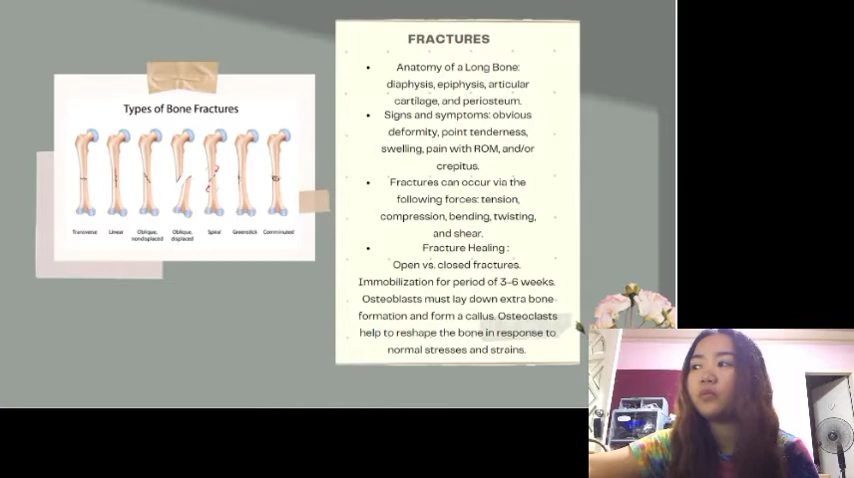 Types of Bone Fractures
Transverse
Linear
Oblique,
nondisplaced
Oblique,
displaced
Spiral
Greenstick
Comminuted
FRACTURES
• Anatomy of a Long Bone:
diaphysis, epiphysis, articular
cartilage, and periosteum.
• Signs and symptoms: obvious
deformity, point tenderness,
swelling, pain with ROM, and/or
crepitus.
• Fractures can occur via the
following forces: tension,
compression, bending, twisting,
and shear.
• Fracture Healing :
Open vs. closed fractures.
Immobilization for period of 3-6 weeks.
Osteoblasts must lay down extra bone
formation and form a callus. Osteoclasts
help to reshape the bone in response to
normal stresses and strains.